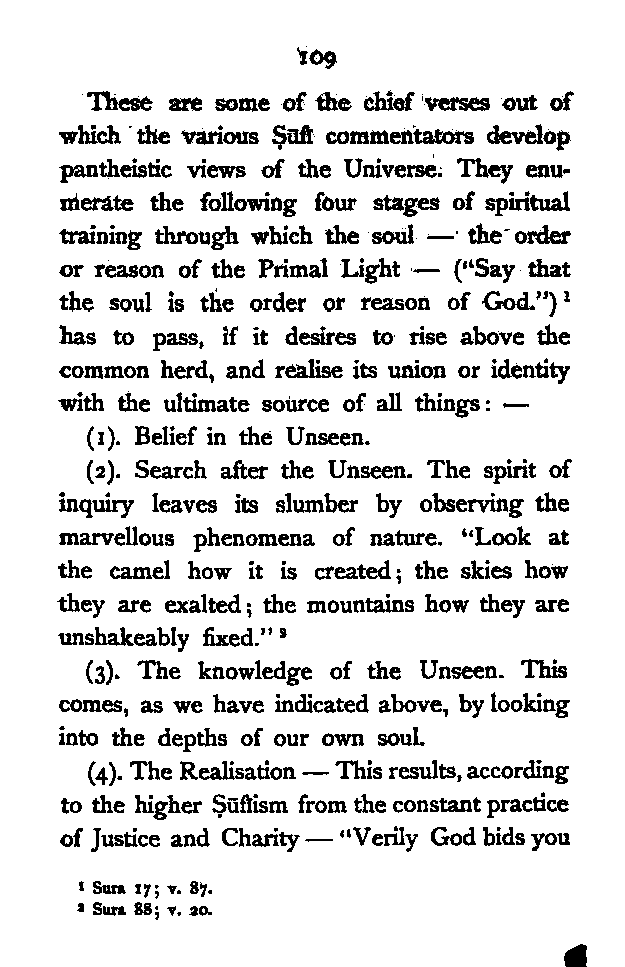 109
These are some of the chief verses out of
which the various Ṣūfī commentators develop
pantheistic views of the Universe. They enu-
merate the following four stages of spiritual
training through which the soul — the order
or reason of the Primal Light — ("Say that
the soul is the order or reason of God.") ¹
has to pass, if it desires to rise above the
common herd, and realise its union or identity
with the ultimate source of all things: —
(1). Belief in the Unseen.
(2). Search after the Unseen. The spirit of
inquiry leaves its slumber by observing the
marvellous phenomena of nature. "Look at
the camel how it is created; the skies how
they are exalted; the mountains how they are
unshakeably fixed." ²
(3). The knowledge of the Unseen. This
comes, as we have indicated above, by looking
into the depths of our own soul.
(4). The Realisation — This results, according
to the higher Ṣūfīism from the constant practice
of Justice and Charity — "Verily God bids you
¹ Sura 17; v. 87.
² Sura 88; v. 20.